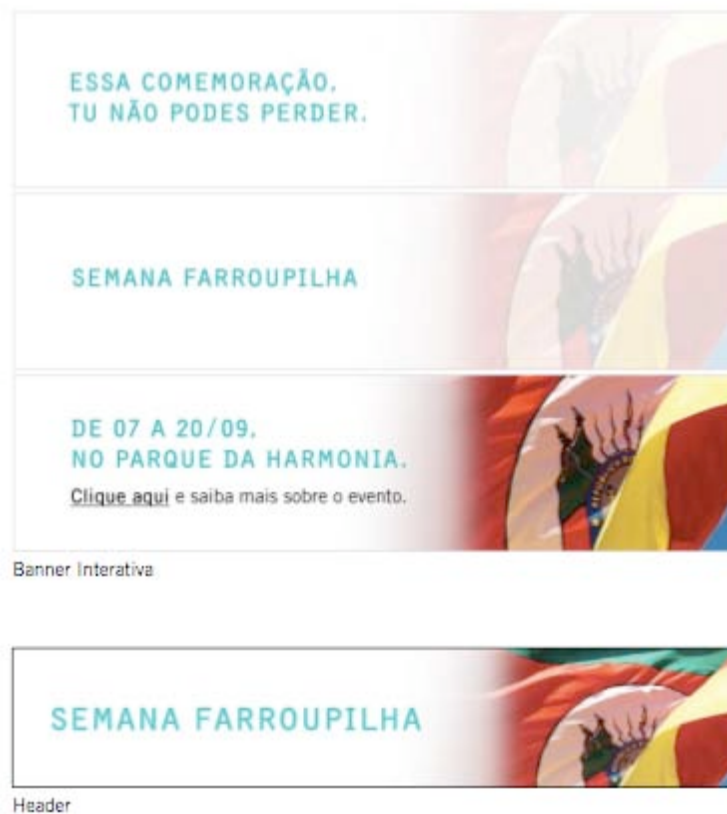 ESSA COMEMORAÇÃO,
TU NÃO PODES PERDER.
SEMANA FARROUPILHA
DE 07 A 20/09,
NO PARQUE DA HARMONIA.
Clique aqui e saiba mais sobre o evento.
Banner Interativa
SEMANA FARROUPILHA
Header